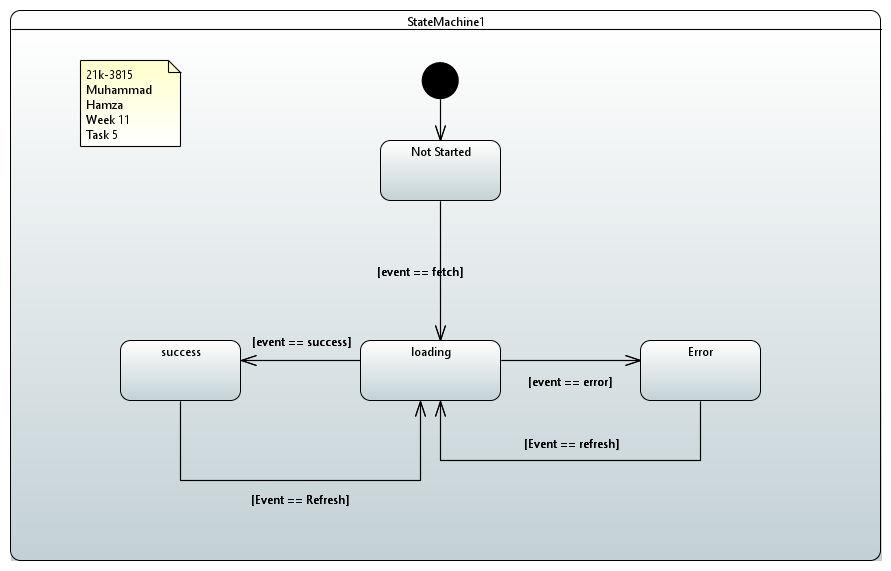 StateMachine1
21k-3815
Muhammad
Hamza
Week 11
Task 5
Not Started
[event == fetch]
success
[event == success]
loading
[event == error]
Error
[Event == refresh]
[Event == Refresh]